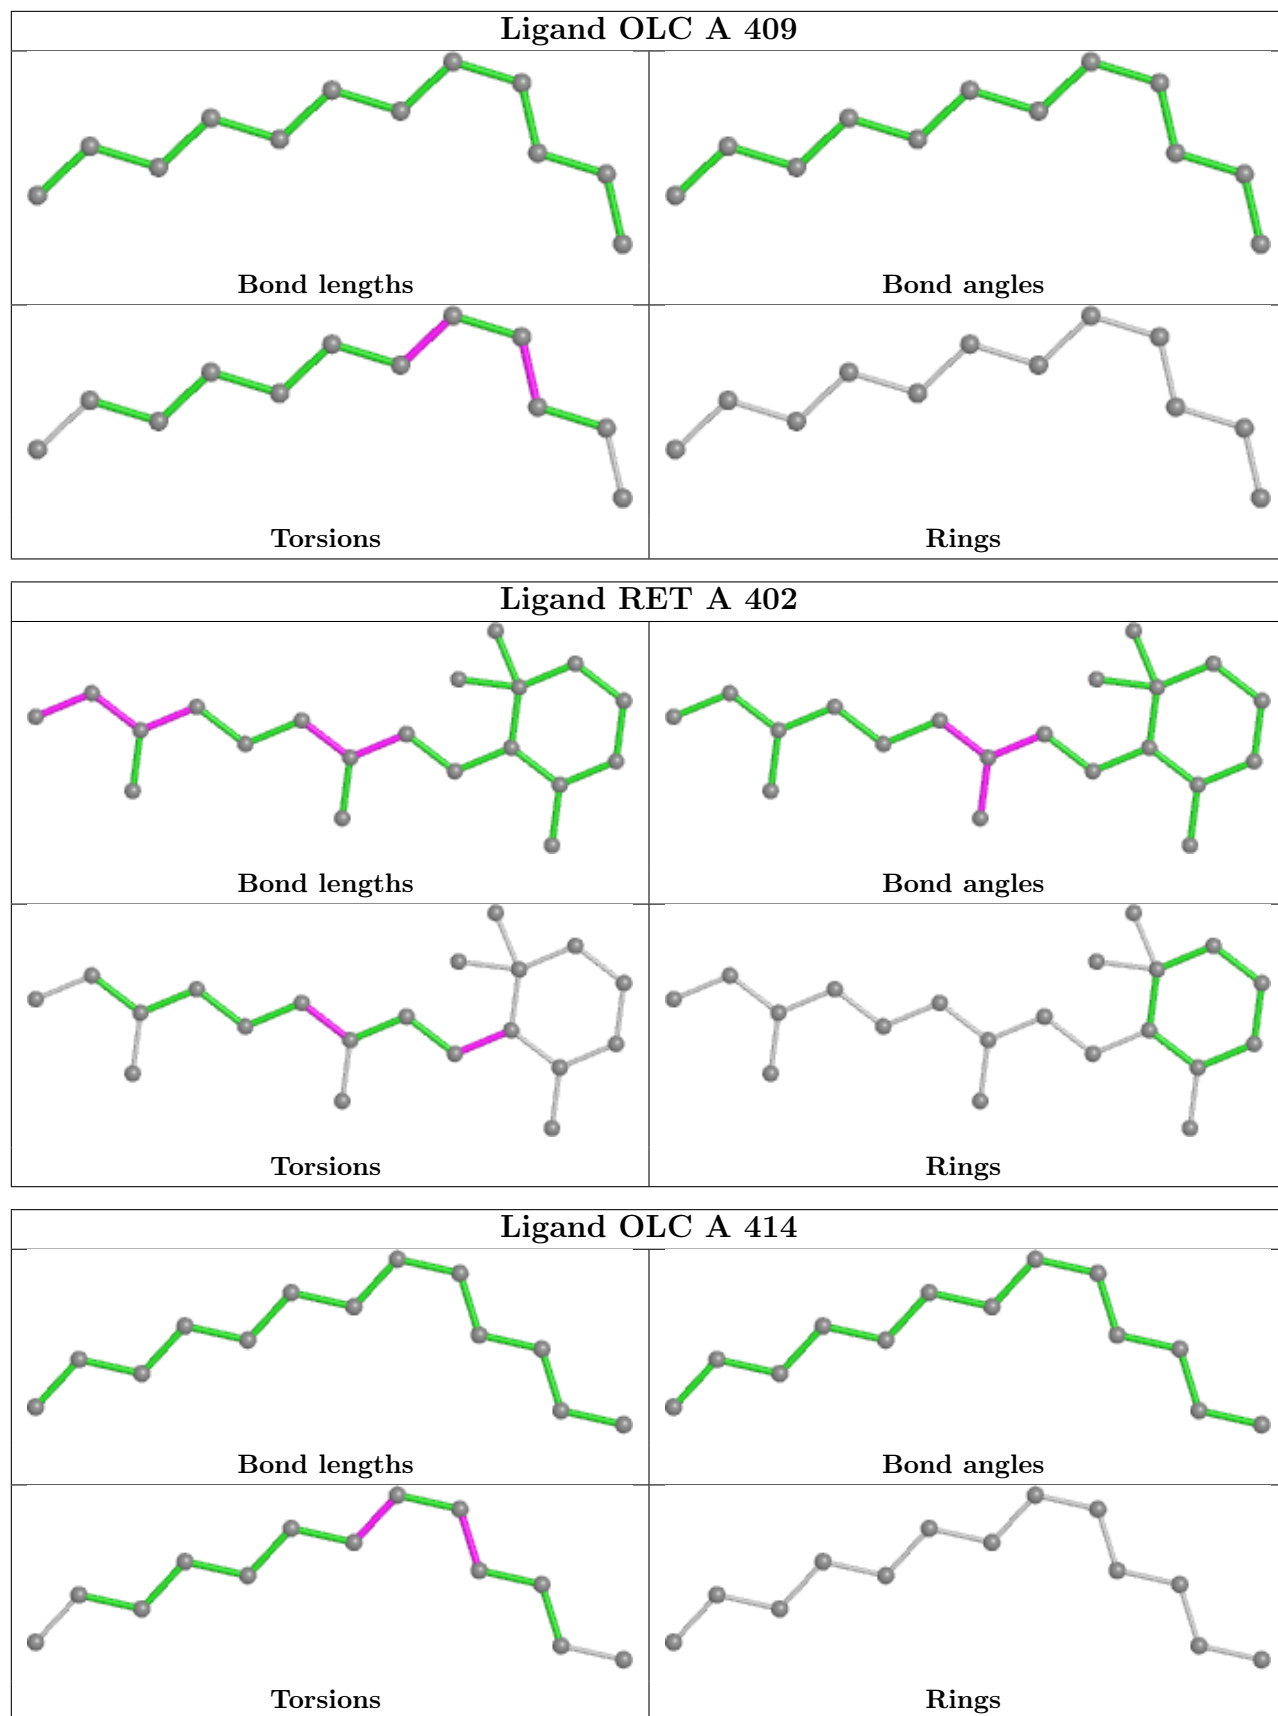 Ligand OLC A 409
Bond lengths
Bond angles
Torsions
Rings
Ligand RET A 402
Bond lengths
Bond angles
Torsions
Rings
Ligand OLC A 414
Bond lengths
Bond angles
Torsions
Rings